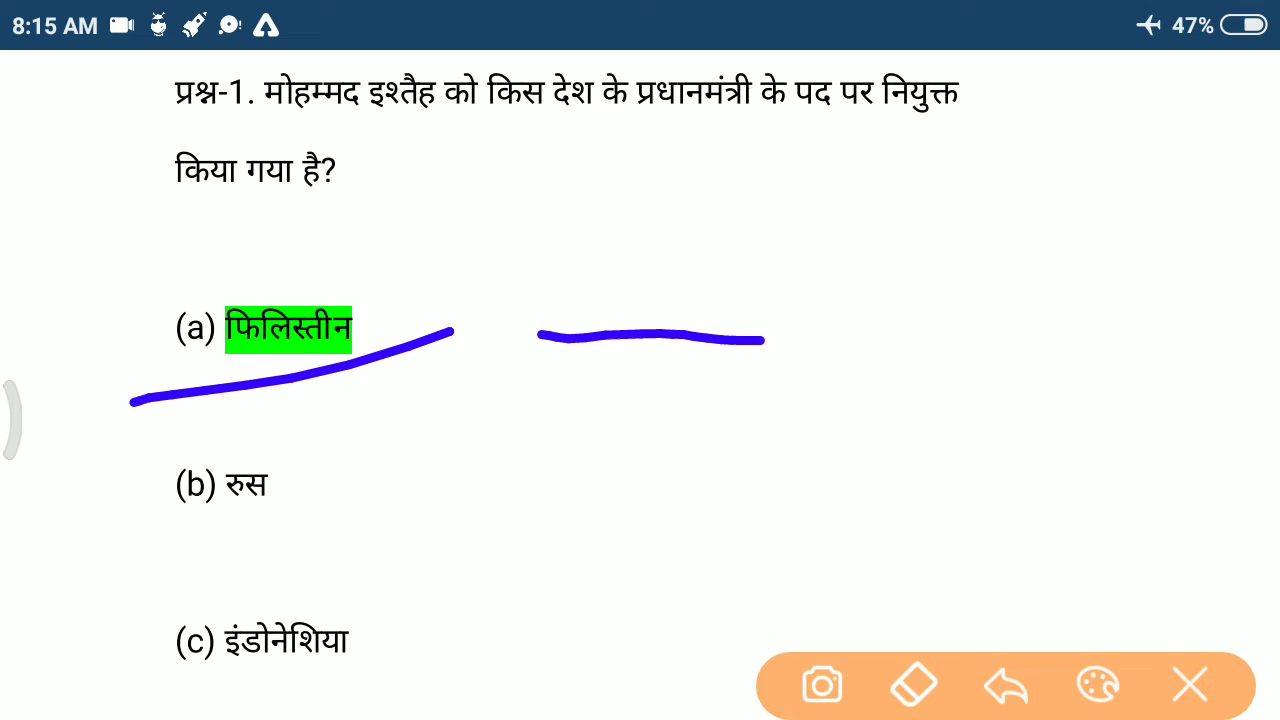 8:15 AM 47%
प्रश्न-1. मोहम्मद इश्तैह को किस देश के प्रधानमंत्री के पद पर नियुक्त
किया गया है?
(a) फिलिस्तीन
(b) रुस
(c) इंडोनेशिया